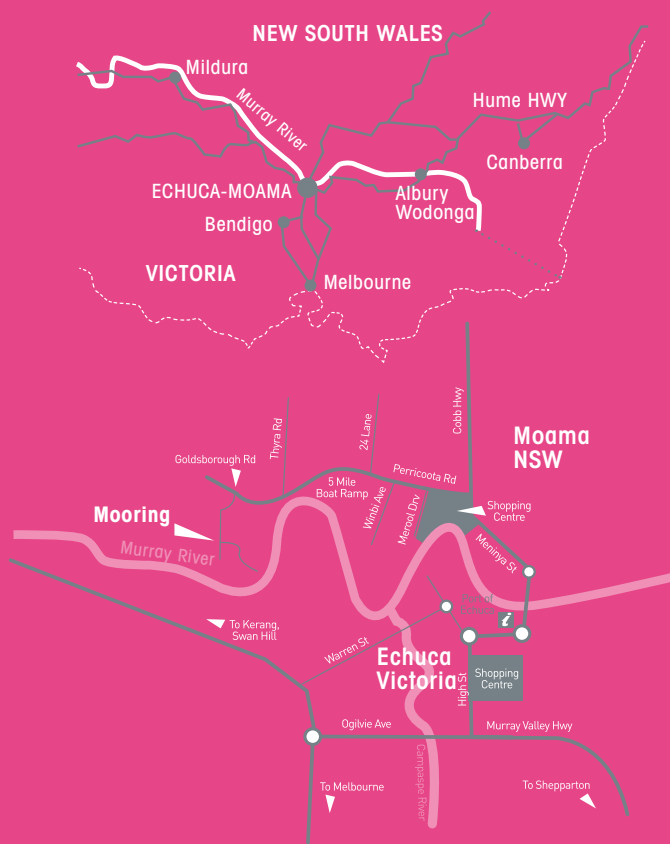 NEW SOUTH WALES
Mildura
Murray River
Hume HWY
Canberra
ECHUCA-MOAMA
Albury
Wodonga
Bendigo
VICTORIA
Melbourne
Cobb Hwy
Thyra Rd
24 Lane
Moama
NSW
Goldsborough Rd
Perricoota Rd
5 Mile
Boat Ramp
Winbi Ave
Merool Drv
Shopping
Centre
Mooring
Murray River
Meninya St
Port of
i
To Kerang,
Swan Hill
Warren St
Echuca
Victoria
High St
Shopping
Centre
Ogilvie Ave
Murray Valley Hwy
Campaspe River
To Melbourne
To Shepparton